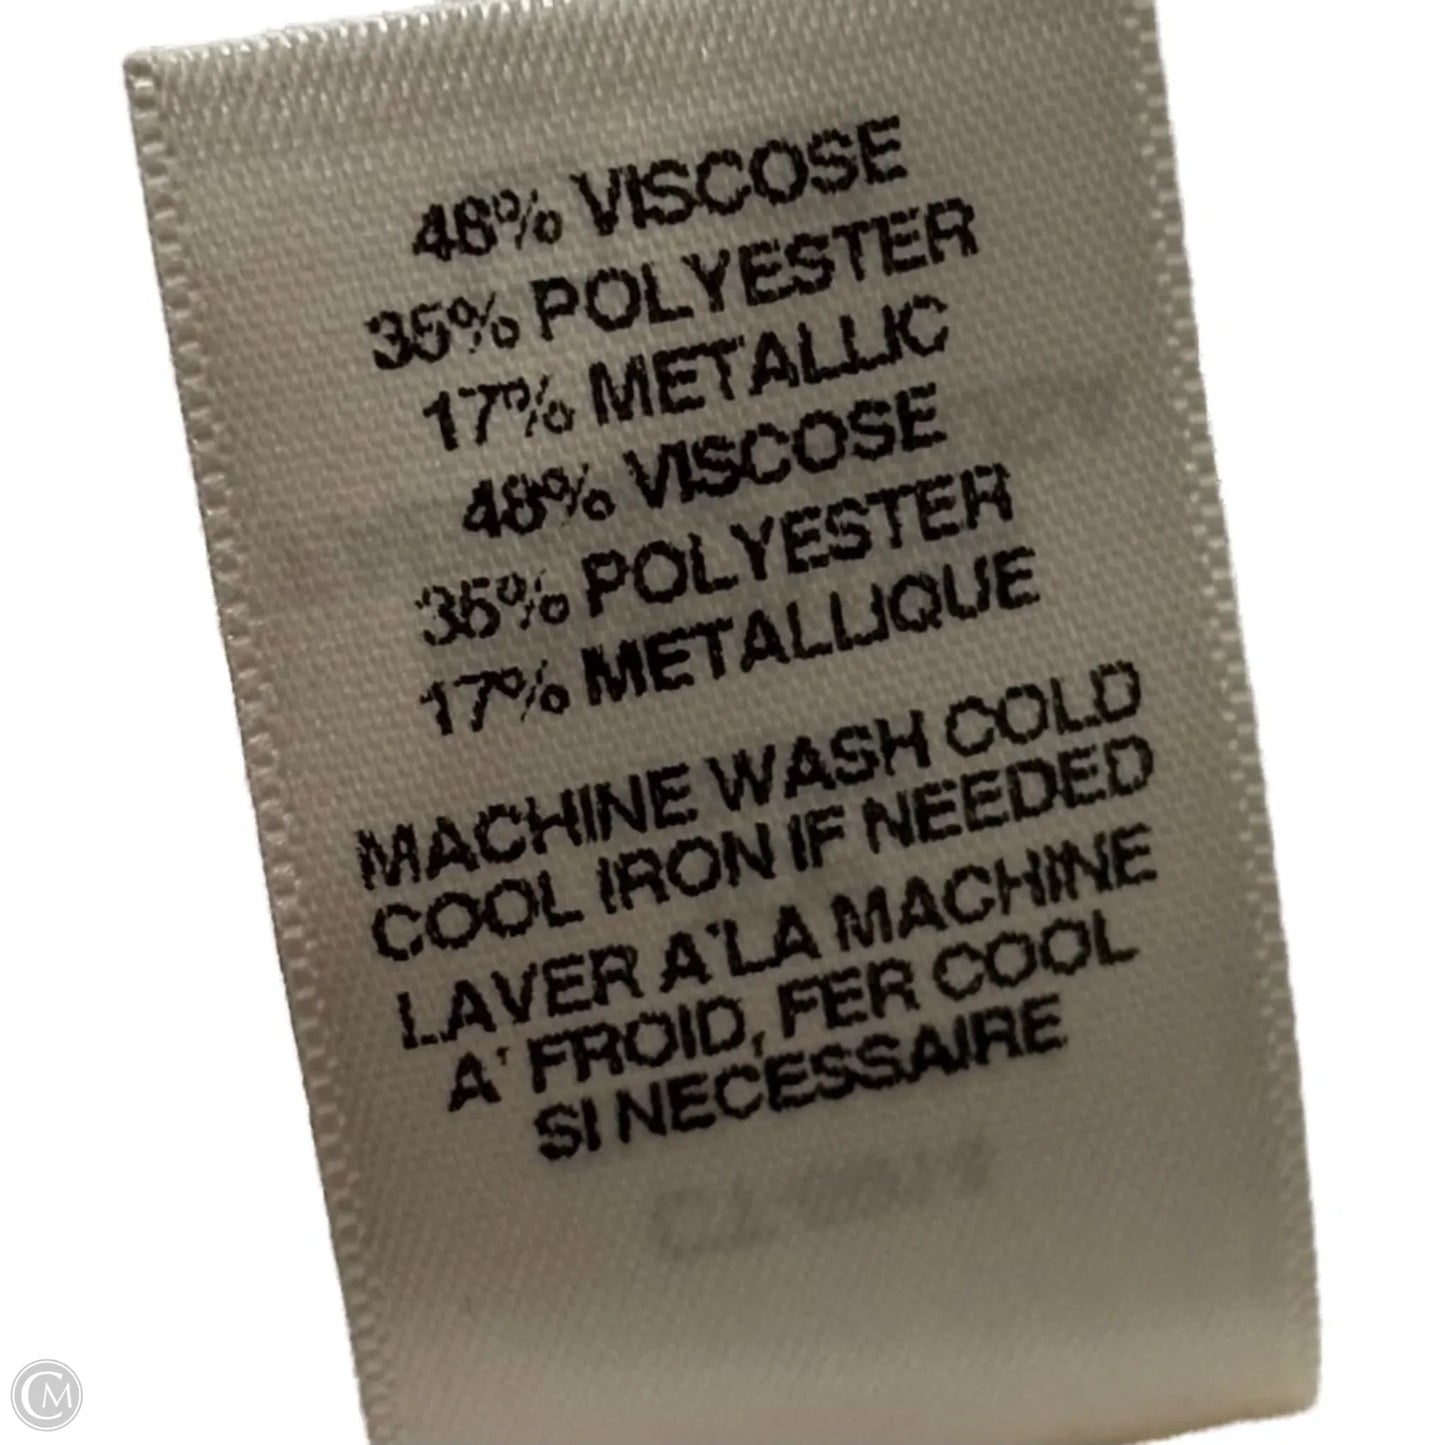 48% VISCOSE
35% POLYESTER
17% METALLIC
48% VISCOSE
35% POLYESTER
17% METALLIQUE
MACHINE WASH COLD
COOL IRON IF NEEDED
LAVER A'LA MACHINE
A' FROID, FER COOL
SI NECESSAIRE
CM